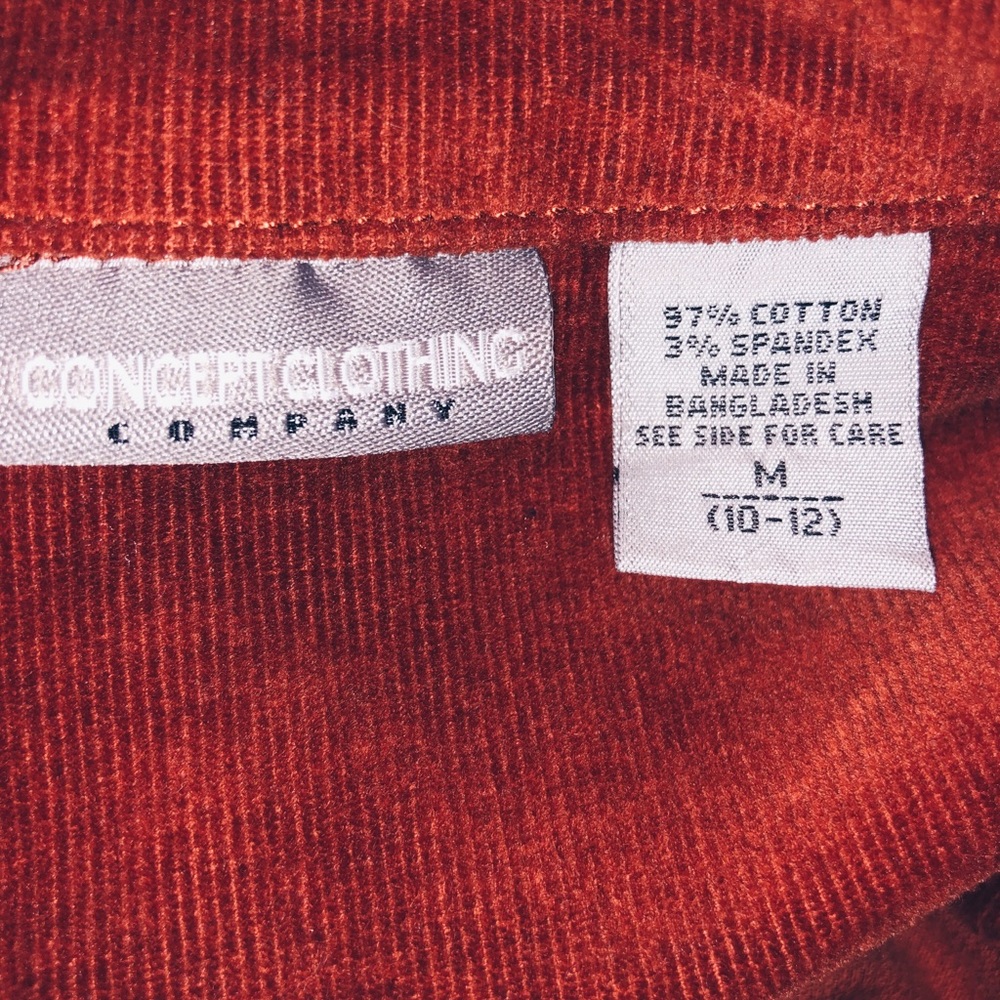 CONCEPT CLOTHING
COMPANY
97% COTTON
3% SPANDEX
MADE IN
BANGLADESH
SEE SIDE FOR CARE
M
(10-12)